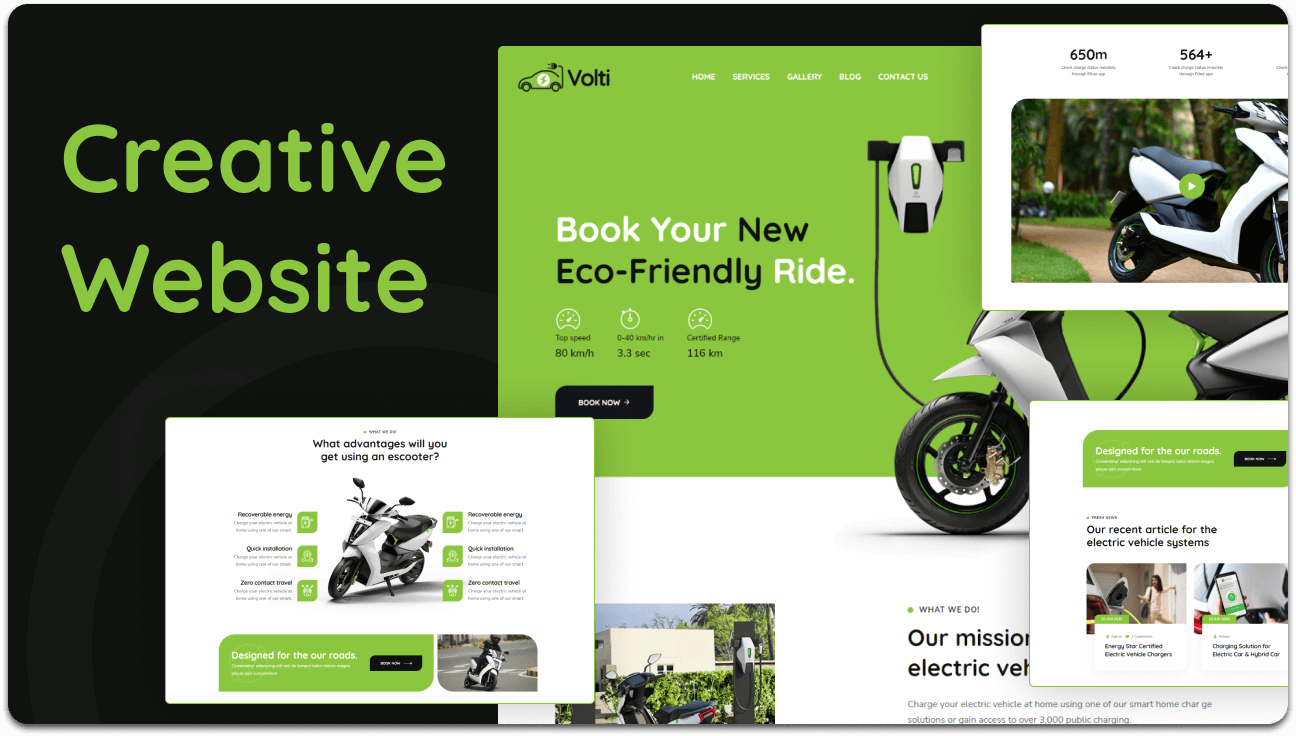 Creative
Website
Volti
HOME
SERVICES
GALLERY
BLOG
CONTACT US
Book Your New
Eco-Friendly Ride.
Top speed
80 km/h
0-40 km/hr in
3.3 sec
Certified Range
116 km
BOOK NOW →
650m
Check charge status remotely
through Ether app
564+
Check charge status remotely
through Ether app
WHAT WE DO!
What advantages will you
get using an escooter?
Recoverable energy
Charge your electric vehicle at
home using one of our smart.
Quick installation
Charge your electric vehicle at
home using one of our smart.
Zero contact travel
Charge your electric vehicle at
home using one of our smart.
Recoverable energy
Charge your electric vehicle at
home using one of our smart.
Quick installation
Charge your electric vehicle at
home using one of our smart.
Zero contact travel
Charge your electric vehicle at
home using one of our smart.
Designed for the our roads.
BOOK NOW
WHAT WE DO!
Our mission
electric veh
Charge your electric vehicle at home using one of our smart home char ge
solutions or gain access to over 3,000 public charging.
Designed for the our roads.
BOOK NOW
FRESH NEWS
Our recent article for the
electric vehicle systems
Admin
2 Comments
Energy Star Certified
Electric Vehicle Chargers
Admin
Charging Solution for
Electric Car & Hybrid Car